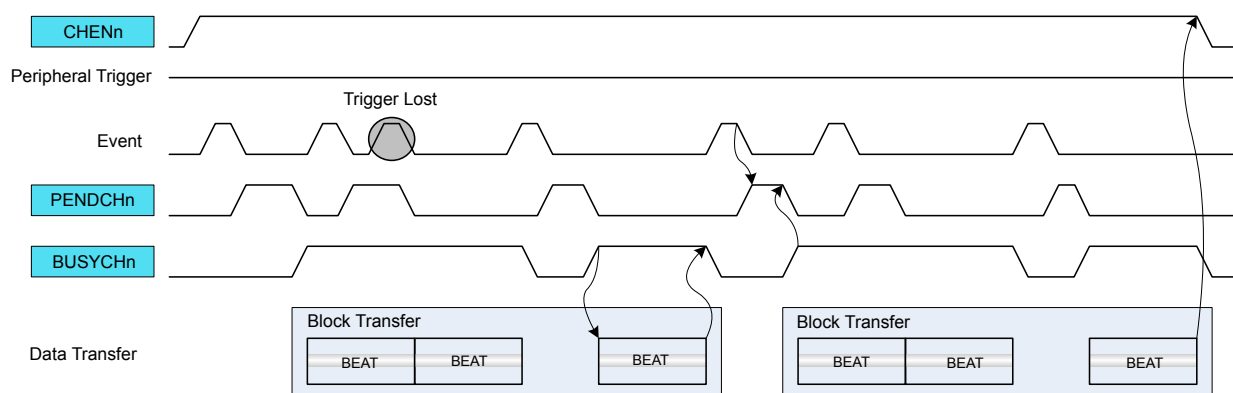 CHENn
Peripheral Trigger
Trigger Lost
Event
PENDCHn
BUSYCHn
Data Transfer
Block Transfer
BEAT
BEAT
BEAT
Block Transfer
BEAT
BEAT
BEAT